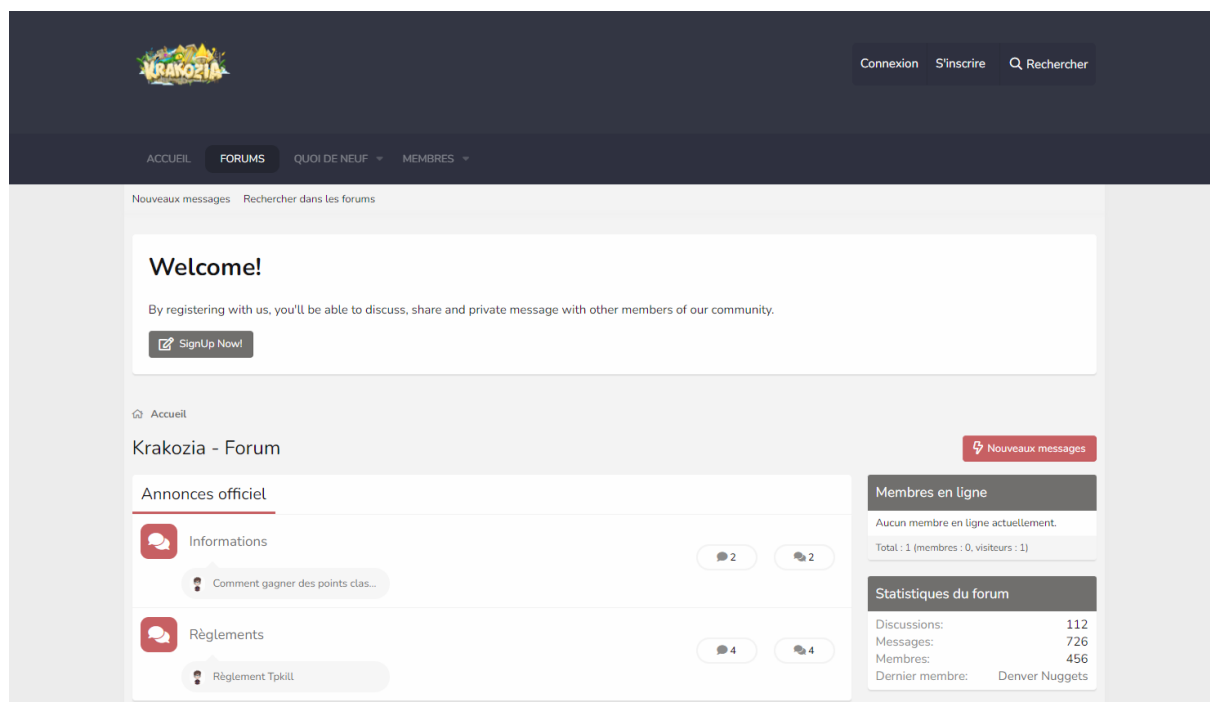 KRAKOZIA
Connexion S'inscrire Rechercher
ACCUEIL FORUMS QUOI DE NEUF MEMBRES
Nouveaux messages Rechercher dans les forums
Welcome!
By registering with us, you'll be able to discuss, share and private message with other members of our community.
SignUp Now!
Accueil
Krakozia - Forum
Nouveaux messages
Annonces officiel
Informations
2 2
Comment gagner des points clas...
Règlements
4 4
Règlement Tpkill
Membres en ligne
Aucun membre en ligne actuellement.
Total : 1 (membres : 0, visiteurs : 1)
Statistiques du forum
Discussions: 112
Messages: 726
Membres: 456
Dernier membre: Denver Nuggets